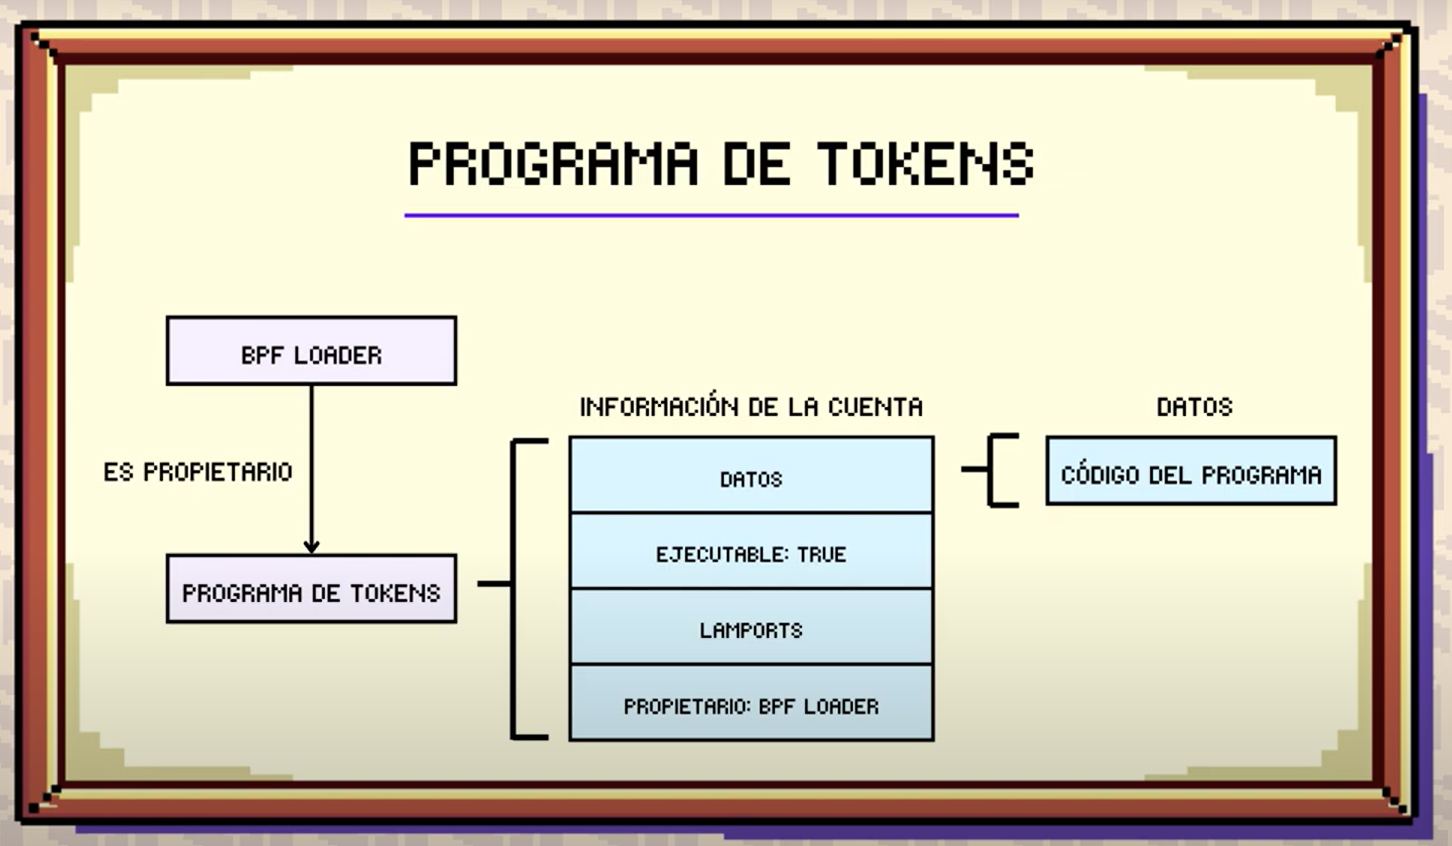 PROGRAMA DE TOKENS
BPF LOADER
ES PROPIETARIO
PROGRAMA DE TOKENS
INFORMACIÓN DE LA CUENTA
DATOS
EJECUTABLE: TRUE
LAMPORTS
PROPIETARIO: BPF LOADER
DATOS
CÓDIGO DEL PROGRAMA